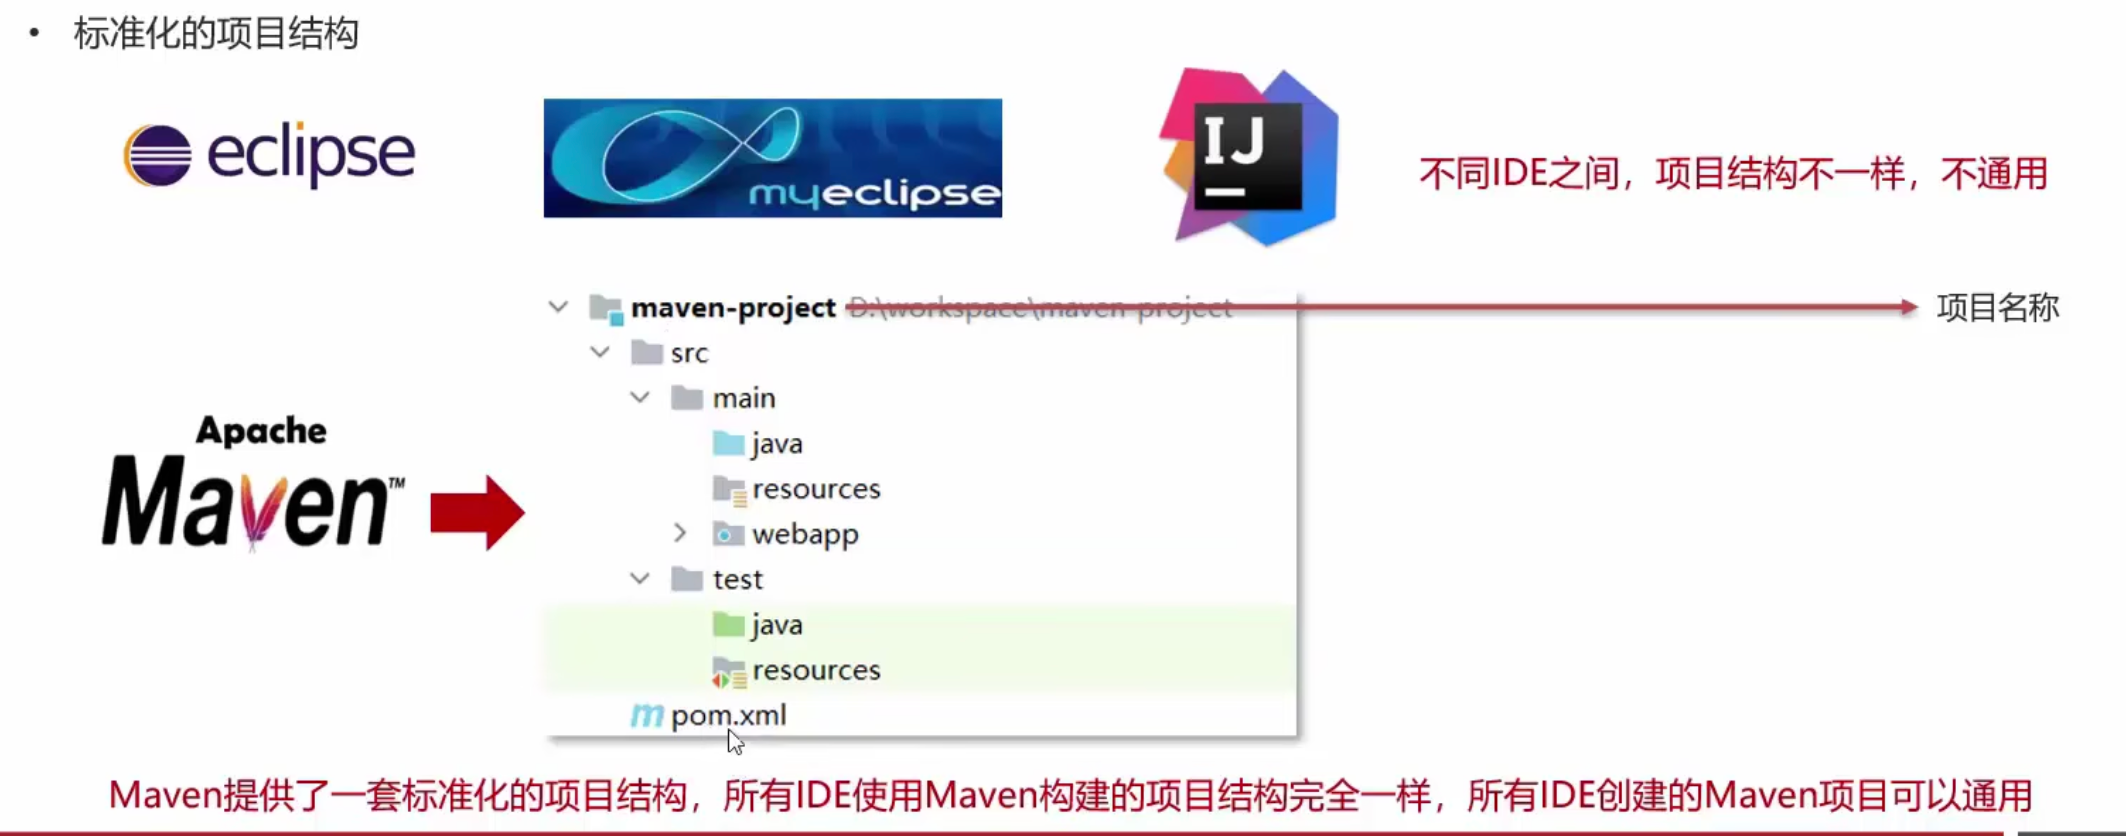 • 标准化的项目结构
eclipse
myeclipse
IJ
不同IDE之间，项目结构不一样，不通用
maven-project D:\workspace\maven-project
项目名称
src
main
java
resources
webapp
test
java
resources
pom.xml
Apache
Maven™
Maven提供了一套标准化的项目结构，所有IDE使用Maven构建的项目结构完全一样，所有IDE创建的Maven项目可以通用